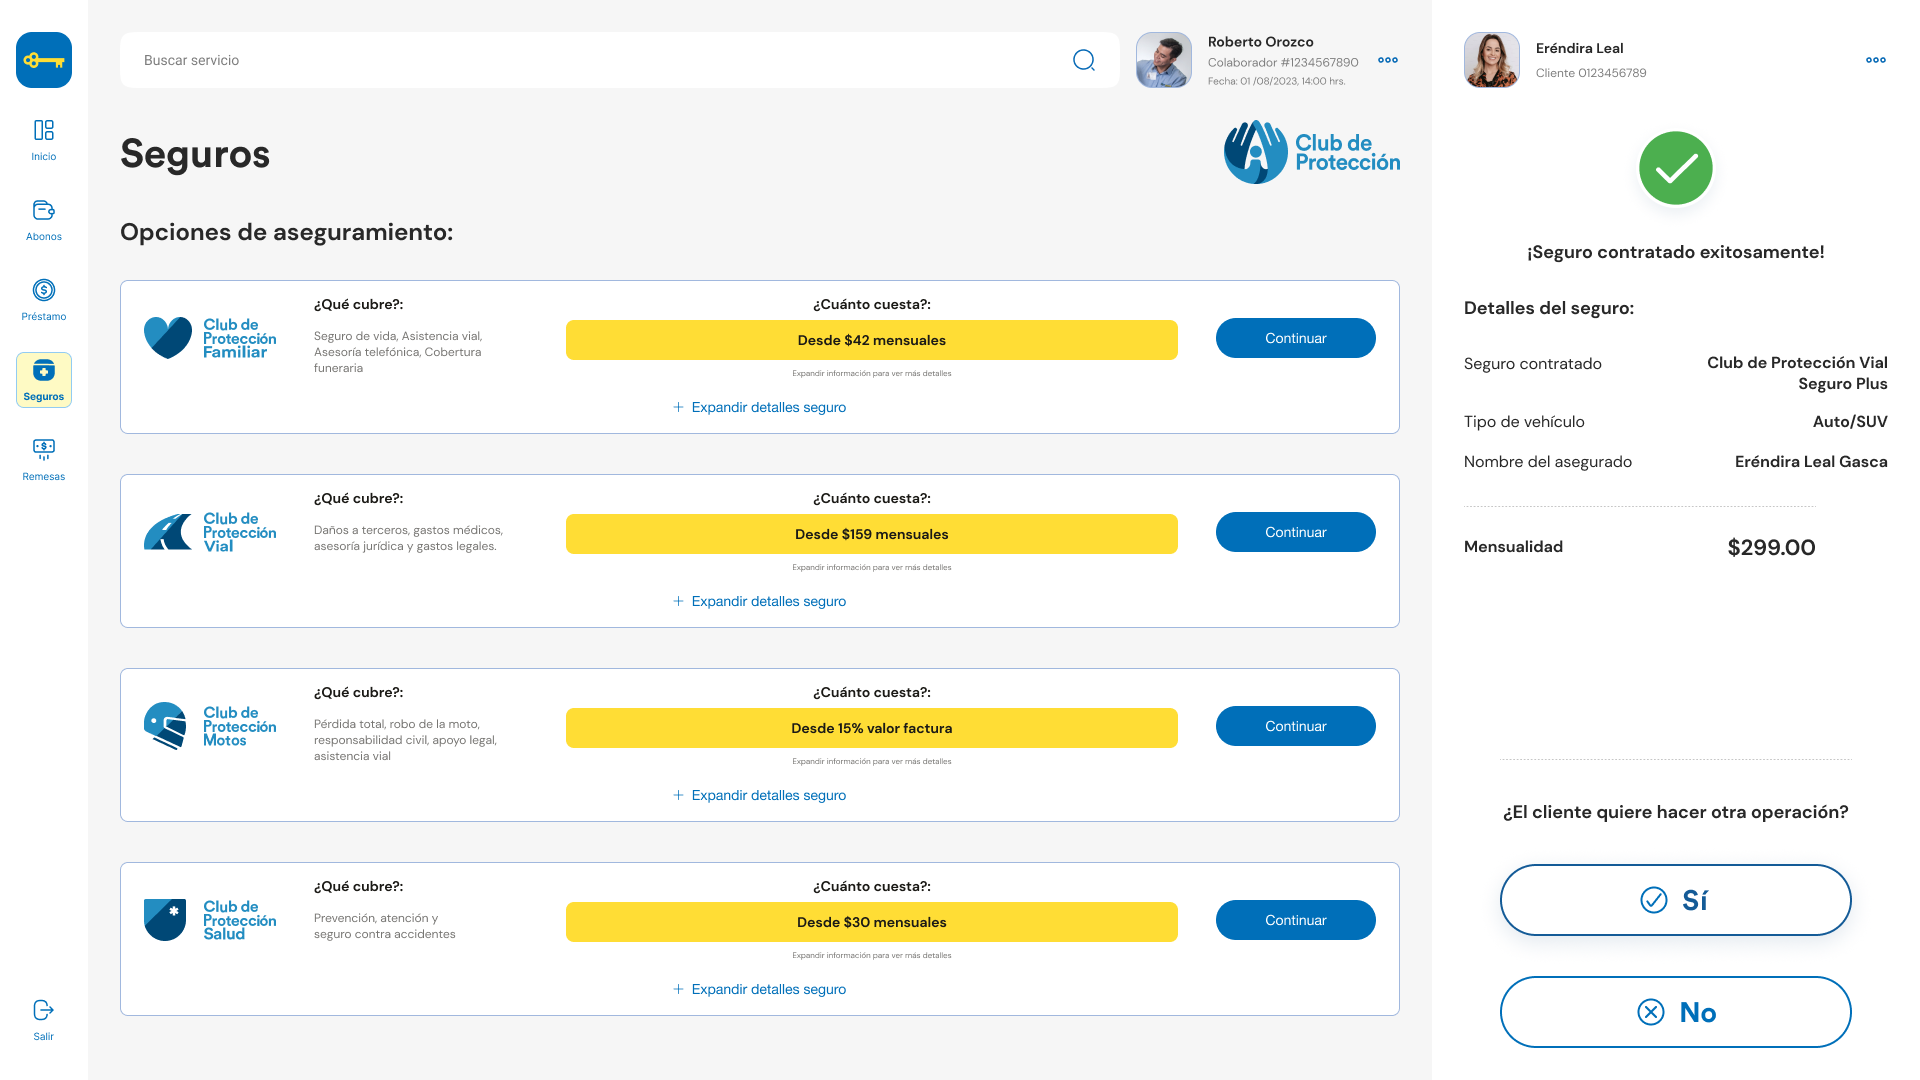 Inicio
Abonos
Préstamo
Seguros
Remesas
Salir
Buscar servicio
Roberto Orozco
Colaborador #1234567890
Fecha: 01 /08/2023, 14:00 hrs.
Seguros
Club de
Protección
Opciones de aseguramiento:
Club de
Protección
Familiar
¿Qué cubre?:
Seguro de vida, Asistencia vial,
Asesoría telefónica, Cobertura
funeraria
¿Cuánto cuesta?:
Desde $42 mensuales
Expandir información para ver más detalles
Continuar
+ Expandir detalles seguro
Club de
Protección
Vial
¿Qué cubre?:
Daños a terceros, gastos médicos,
asesoría jurídica y gastos legales.
¿Cuánto cuesta?:
Desde $159 mensuales
Expandir información para ver más detalles
Continuar
+ Expandir detalles seguro
Club de
Protección
Motos
¿Qué cubre?:
Pérdida total, robo de la moto,
responsabilidad civil, apoyo legal,
asistencia vial
¿Cuánto cuesta?:
Desde 15% valor factura
Expandir información para ver más detalles
Continuar
+ Expandir detalles seguro
Club de
Protección
Salud
¿Qué cubre?:
Prevención, atención y
seguro contra accidentes
¿Cuánto cuesta?:
Desde $30 mensuales
Expandir información para ver más detalles
Continuar
+ Expandir detalles seguro
Eréndira Leal
Cliente 0123456789
¡Seguro contratado exitosamente!
Detalles del seguro:
Seguro contratado
Club de Protección Vial
Seguro Plus
Tipo de vehículo
Auto/SUV
Nombre del asegurado
Eréndira Leal Gasca
Mensualidad
$299.00
¿El cliente quiere hacer otra operación?
Sí
No